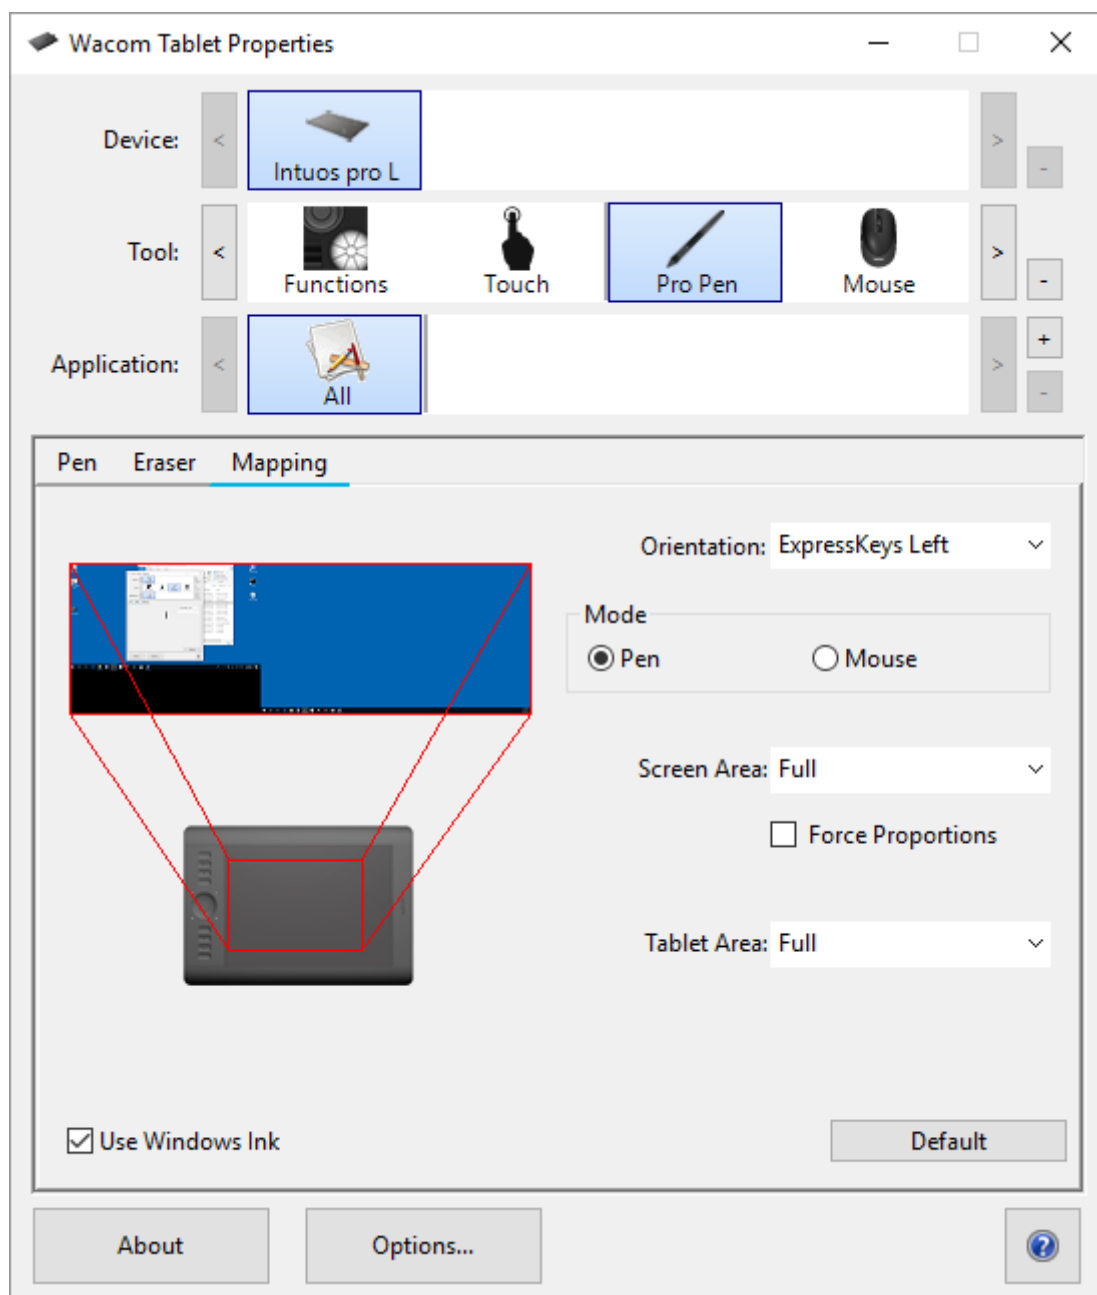 Wacom Tablet Properties
Device:
<
Intuos pro L
>
-
Tool:
<
Functions
Touch
Pro Pen
Mouse
>
-
Application:
<
All
>
+
-
Pen Eraser Mapping
Orientation: ExpressKeys Left
Mode
Pen
Mouse
Screen Area: Full
Force Proportions
Tablet Area: Full
Use Windows Ink
Default
About
Options...
?